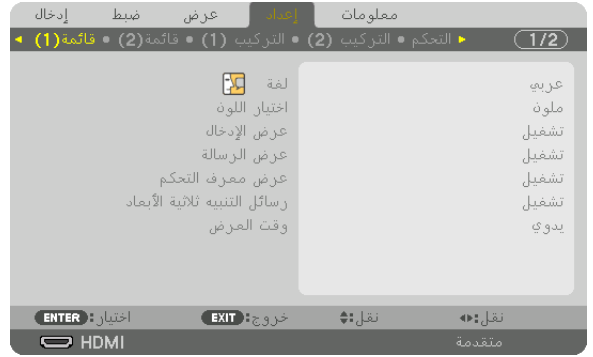 إدخال ضبط عرض إعداد معلومات
قائمة(1) • قائمة(2) • التركيب (1) • التركيب (2) • التحكم 1/2
لغة عربي
اختيار اللون ملون
عرض الإدخال تشغيل
عرض الرسالة تشغيل
عرض معرف التحكم تشغيل
رسائل التنبيه ثلاثية الأبعاد تشغيل
وقت العرض يدوي
ENTER :اختيار EXIT :خروج نقل: نقل:
HDMI متقدمة